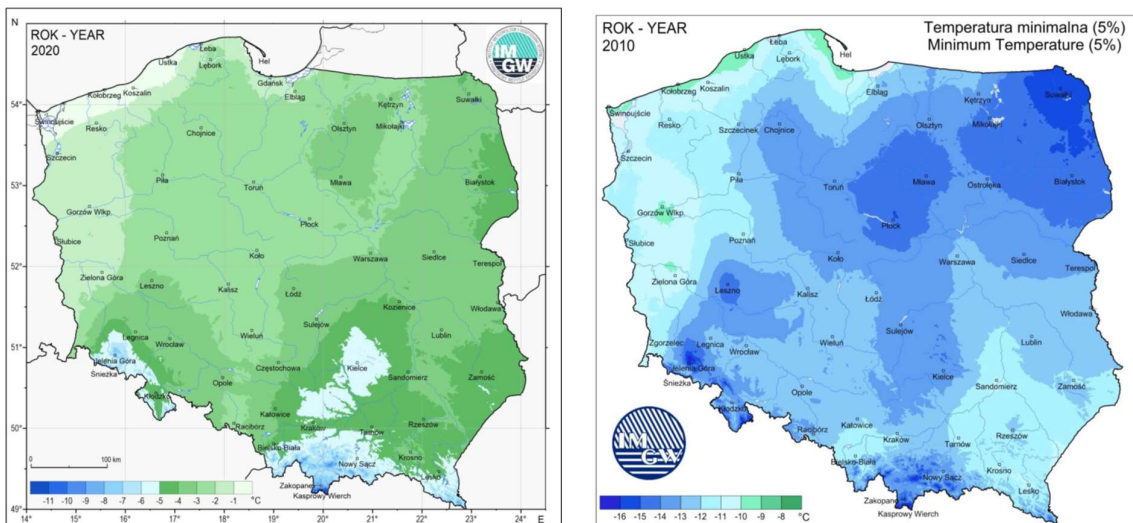 N
ROK - YEAR
2020
IM
GW
Łeba
Ustka
Lębork
Hel
Gdańsk
Koszalin
Kołobrzeg
Elbląg
Kętrzyn
Suwałki
54°
Świnoujście
Resko
Chojnice
Olsztyn
Mikołajki
Szczecin
53°
Piła
Toruń
Mława
Białystok
Gorzów Wlkp.
Płock
Słubice
Poznań
Koło
Warszawa
Siedlce
Terespol
52°
Zielona Góra
Leszno
Kalisz
Łódź
Kozienice
Włodawa
Legnica
Wieluń
Sulejów
Lublin
51°
Wrocław
Jelenia Góra
Śnieżka
Opole
Częstochowa
Kielce
Sandomierz
Zamość
Kłodzko
Katowice
Racibórz
Kraków
Tarnów
Rzeszów
50°
Bielsko-Biała
Nowy Sącz
Krosno
Lesko
0 100 km
Zakopane
Kasprowy Wierch
-11 -10 -9 -8 -7 -6 -5 -4 -3 -2 -1 °C
49°
14° 15° 16° 17° 18° 19° 20° 21° 22° 23° 24° E
ROK - YEAR
2010
Temperatura minimalna (5%)
Minimum Temperature (5%)
Łeba
Ustka
Lębork
Hel
Koszalin
Kołobrzeg
Elbląg
Kętrzyn
Suwałki
Świnoujście
Resko
Szczecinek
Chojnice
Olsztyn
Mikołajki
Szczecin
Piła
Toruń
Mława
Ostrołęka
Białystok
Gorzów Wlkp.
Płock
Słubice
Poznań
Koło
Warszawa
Siedlce
Terespol
Zielona Góra
Leszno
Kalisz
Łódź
Włodawa
Zgorzelec
Legnica
Wrocław
Wieluń
Sulejów
Lublin
Jelenia Góra
Śnieżka
Opole
Kielce
Sandomierz
Zamość
Kłodzko
Racibórz
Katowice
Kraków
Tarnów
Rzeszów
IM
GW
Bielsko-Biała
Nowy Sącz
Krosno
Lesko
Zakopane
Kasprowy Wierch
-16 -15 -14 -13 -12 -11 -10 -9 -8 °C